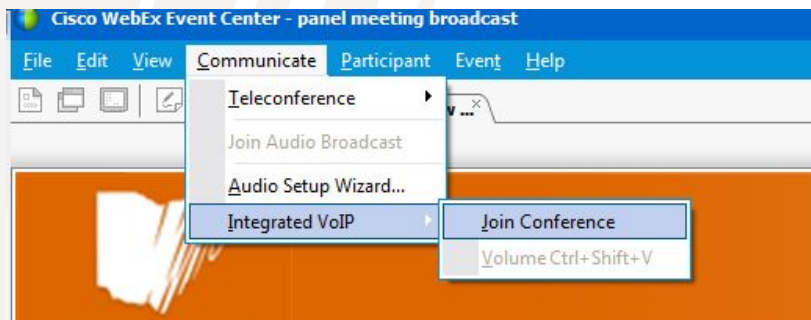 Cisco WebEx Event Center - panel meeting broadcast
File Edit View Communicate Participant Event Help
Teleconference
v ...
Join Audio Broadcast
Audio Setup Wizard...
Integrated VoIP
Join Conference
Volume Ctrl+Shift+V